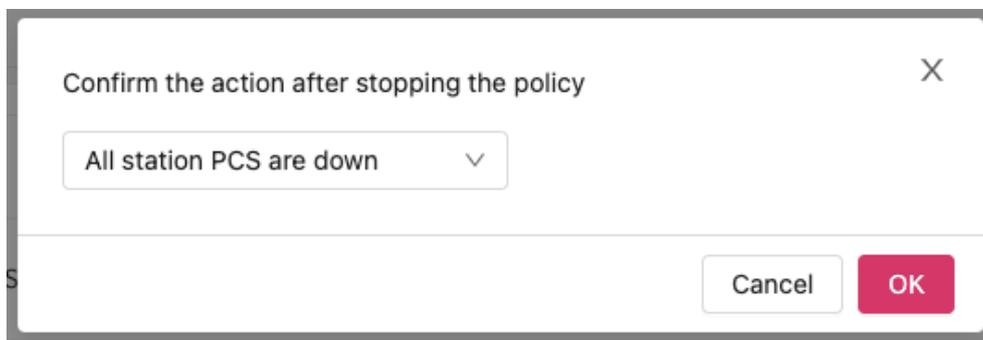 Confirm the action after stopping the policy
All station PCS are down
S
Cancel
OK